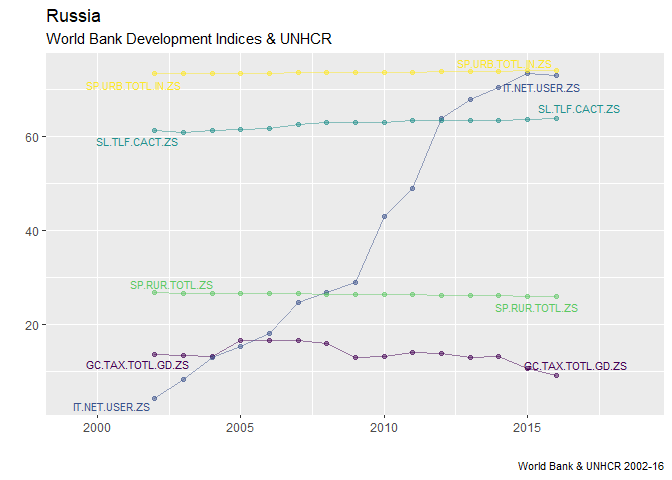 Russia
World Bank Development Indices & UNHCR
SP.URB.TOTL.IN.ZS
SP.URB.TOTL.IN.ZS
IT.NET.USER.ZS
SL.TLF.CACT.ZS
60
SL.TLF.CACT.ZS
40
SP.RUR.TOTL.ZS
SP.RUR.TOTL.ZS
20
GC.TAX.TOTL.GD.ZS
GC.TAX.TOTL.GD.ZS
IT.NET.USER.ZS
2000 2005 2010 2015
World Bank & UNHCR 2002-16